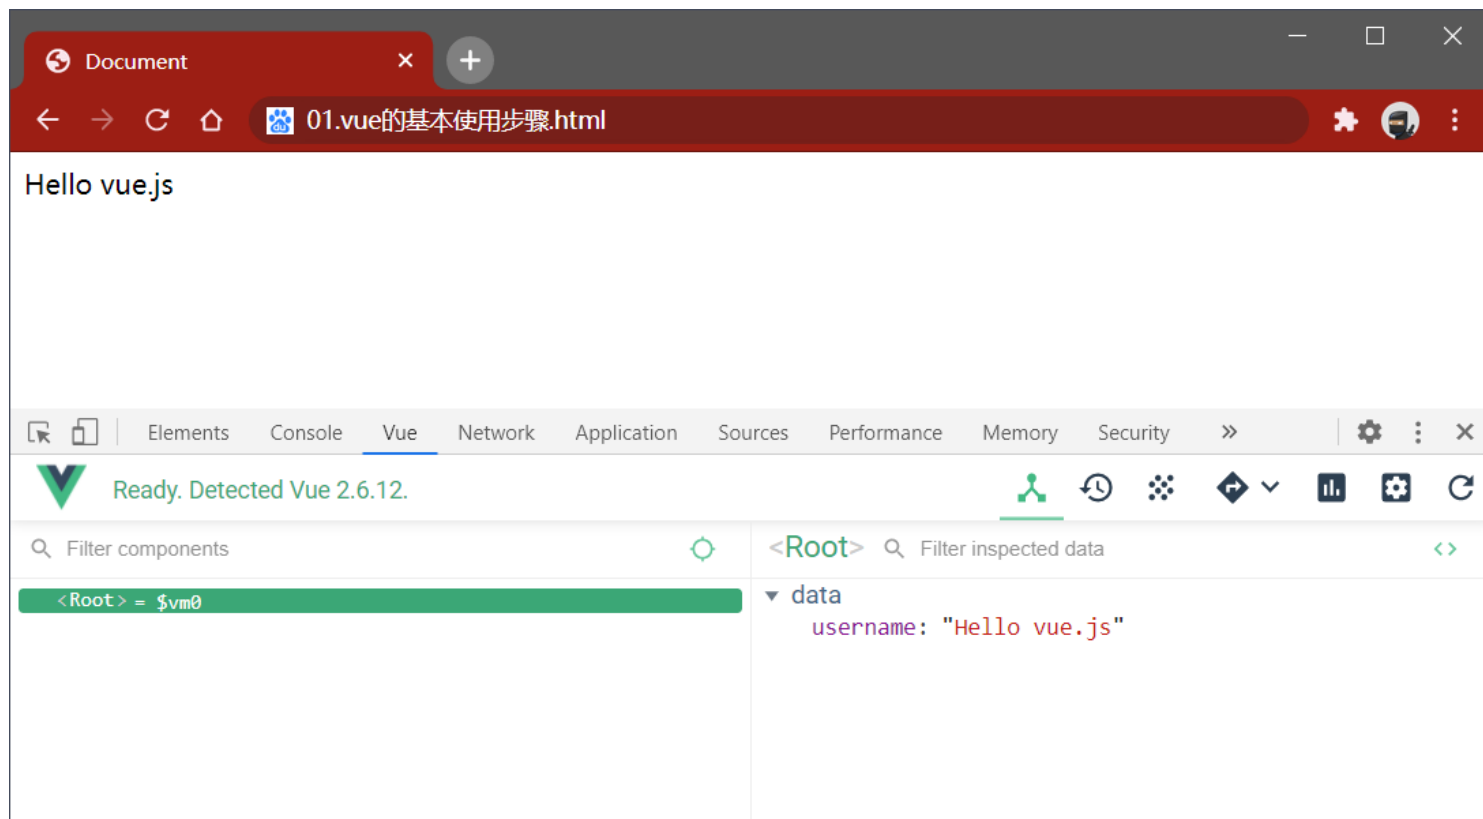 Document
01.vue的基本使用步骤.html
Hello vue.js
Elements Console Vue Network Application Sources Performance Memory Security »
Ready. Detected Vue 2.6.12.
Filter components
<Root> Filter inspected data
<Root> = $vm0
data
username: "Hello vue.js"